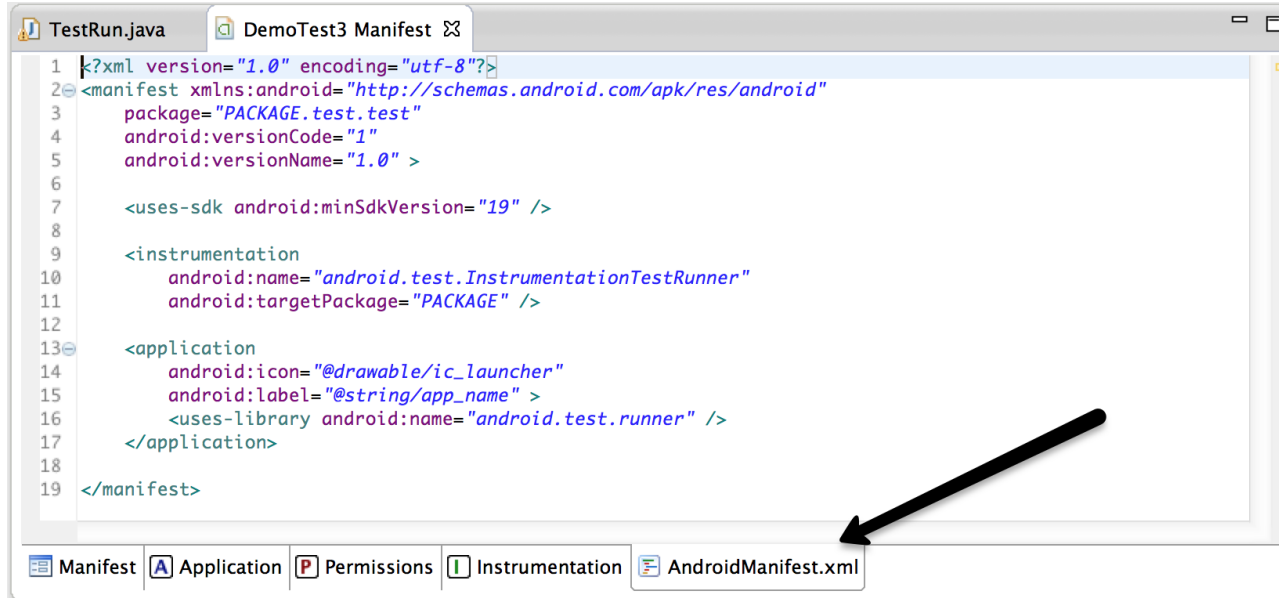 TestRun.java
DemoTest3 Manifest
1 <?xml version="1.0" encoding="utf-8"?>
2 <manifest xmlns:android="http://schemas.android.com/apk/res/android"
3     package="PACKAGE.test.test"
4     android:versionCode="1"
5     android:versionName="1.0" >
6
7     <uses-sdk android:minSdkVersion="19" />
8
9     <instrumentation
10         android:name="android.test.InstrumentationTestRunner"
11         android:targetPackage="PACKAGE" />
12
13     <application
14         android:icon="@drawable/ic_launcher"
15         android:label="@string/app_name" >
16         <uses-library android:name="android.test.runner" />
17     </application>
18
19 </manifest>
Manifest A Application P Permissions I Instrumentation AndroidManifest.xml